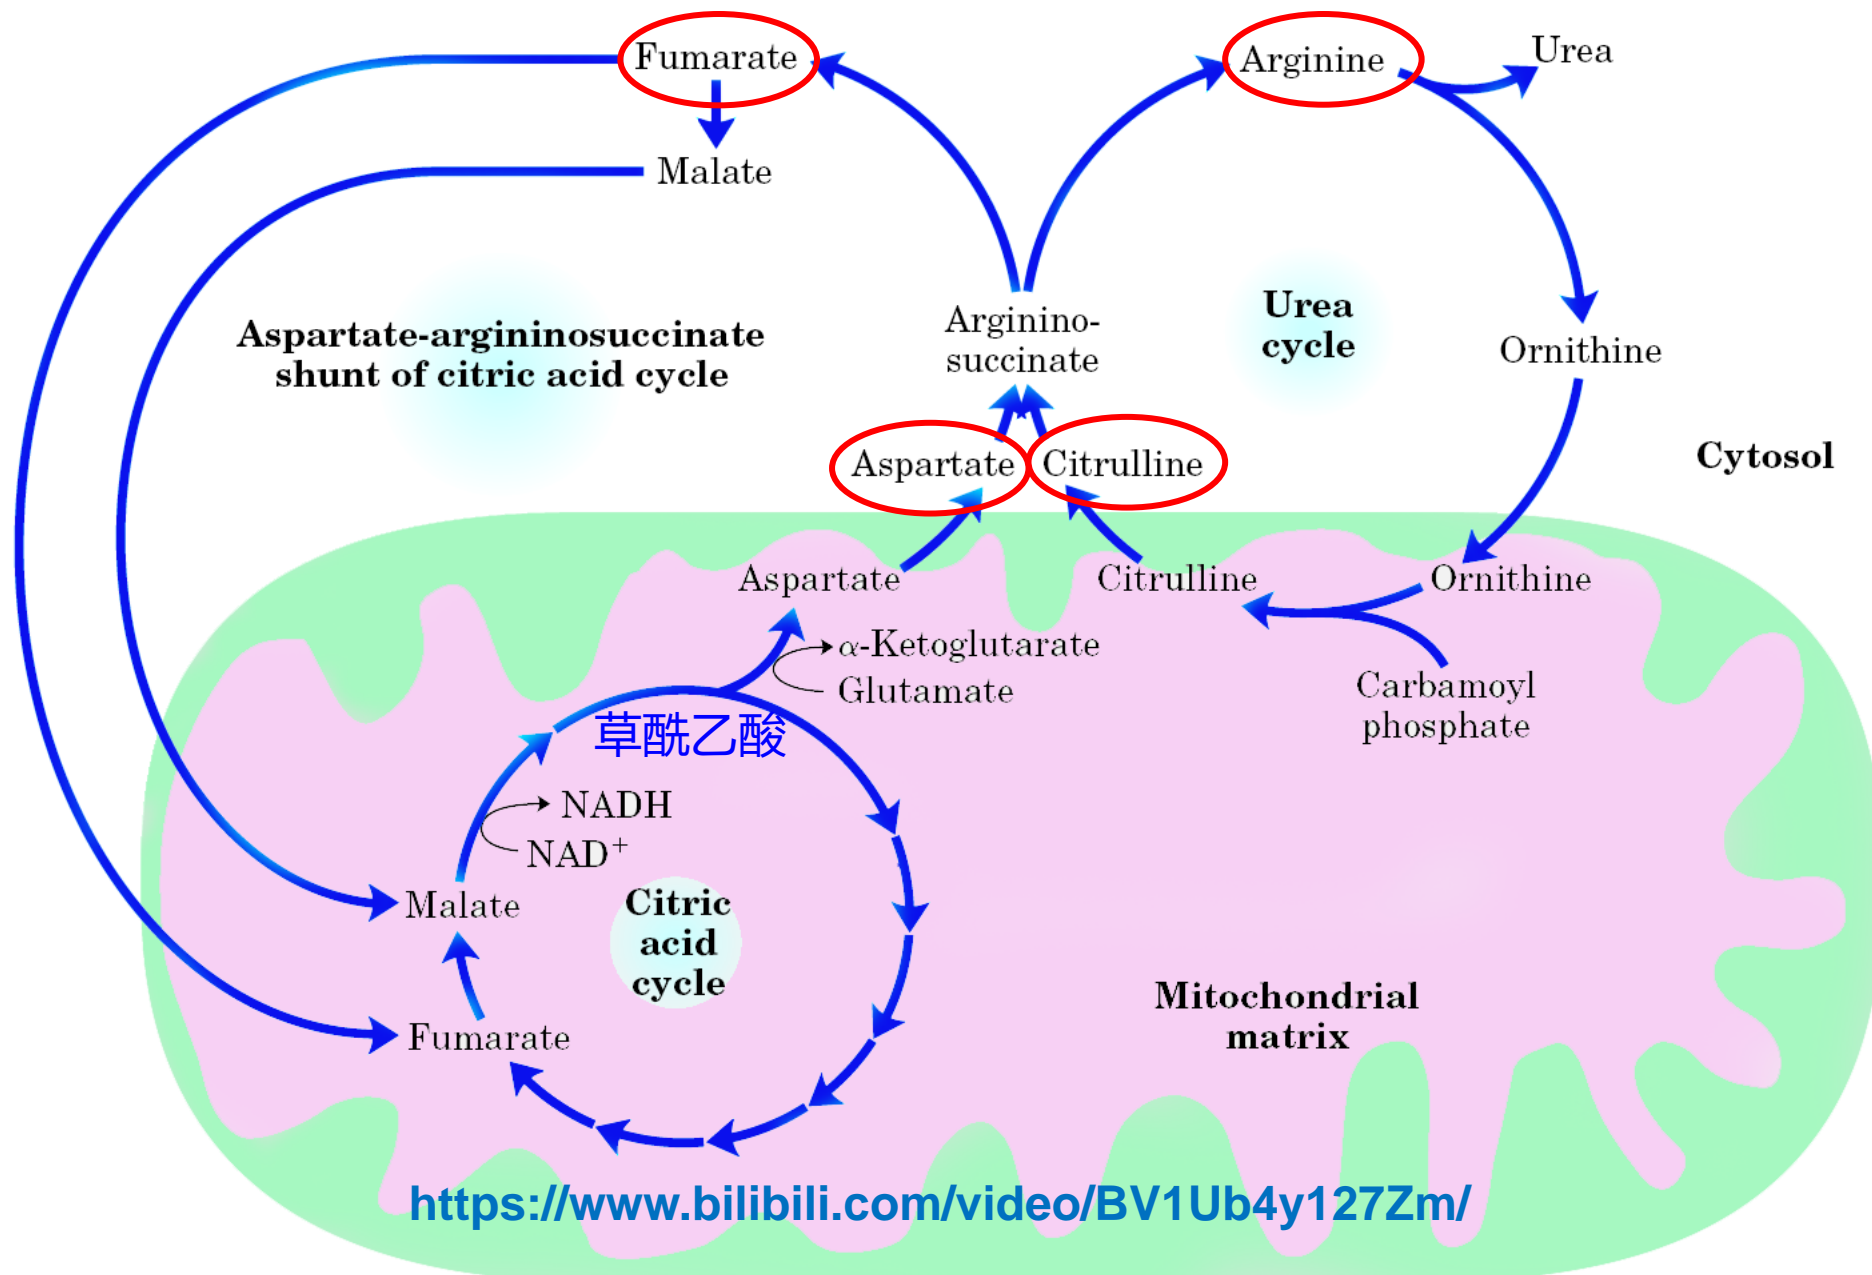 Fumarate
Arginine
Urea
Malate
Aspartate-argininosuccinate
shunt of citric acid cycle
Arginino-
succinate
Urea
cycle
Ornithine
Aspartate
Citrulline
Cytosol
Aspartate
Citrulline
Ornithine
α-Ketoglutarate
Glutamate
Carbamoyl
phosphate
草酰乙酸
NADH
NAD⁺
Malate
Citric
acid
cycle
Fumarate
Mitochondrial
matrix
https://www.bilibili.com/video/BV1Ub4y127Zm/